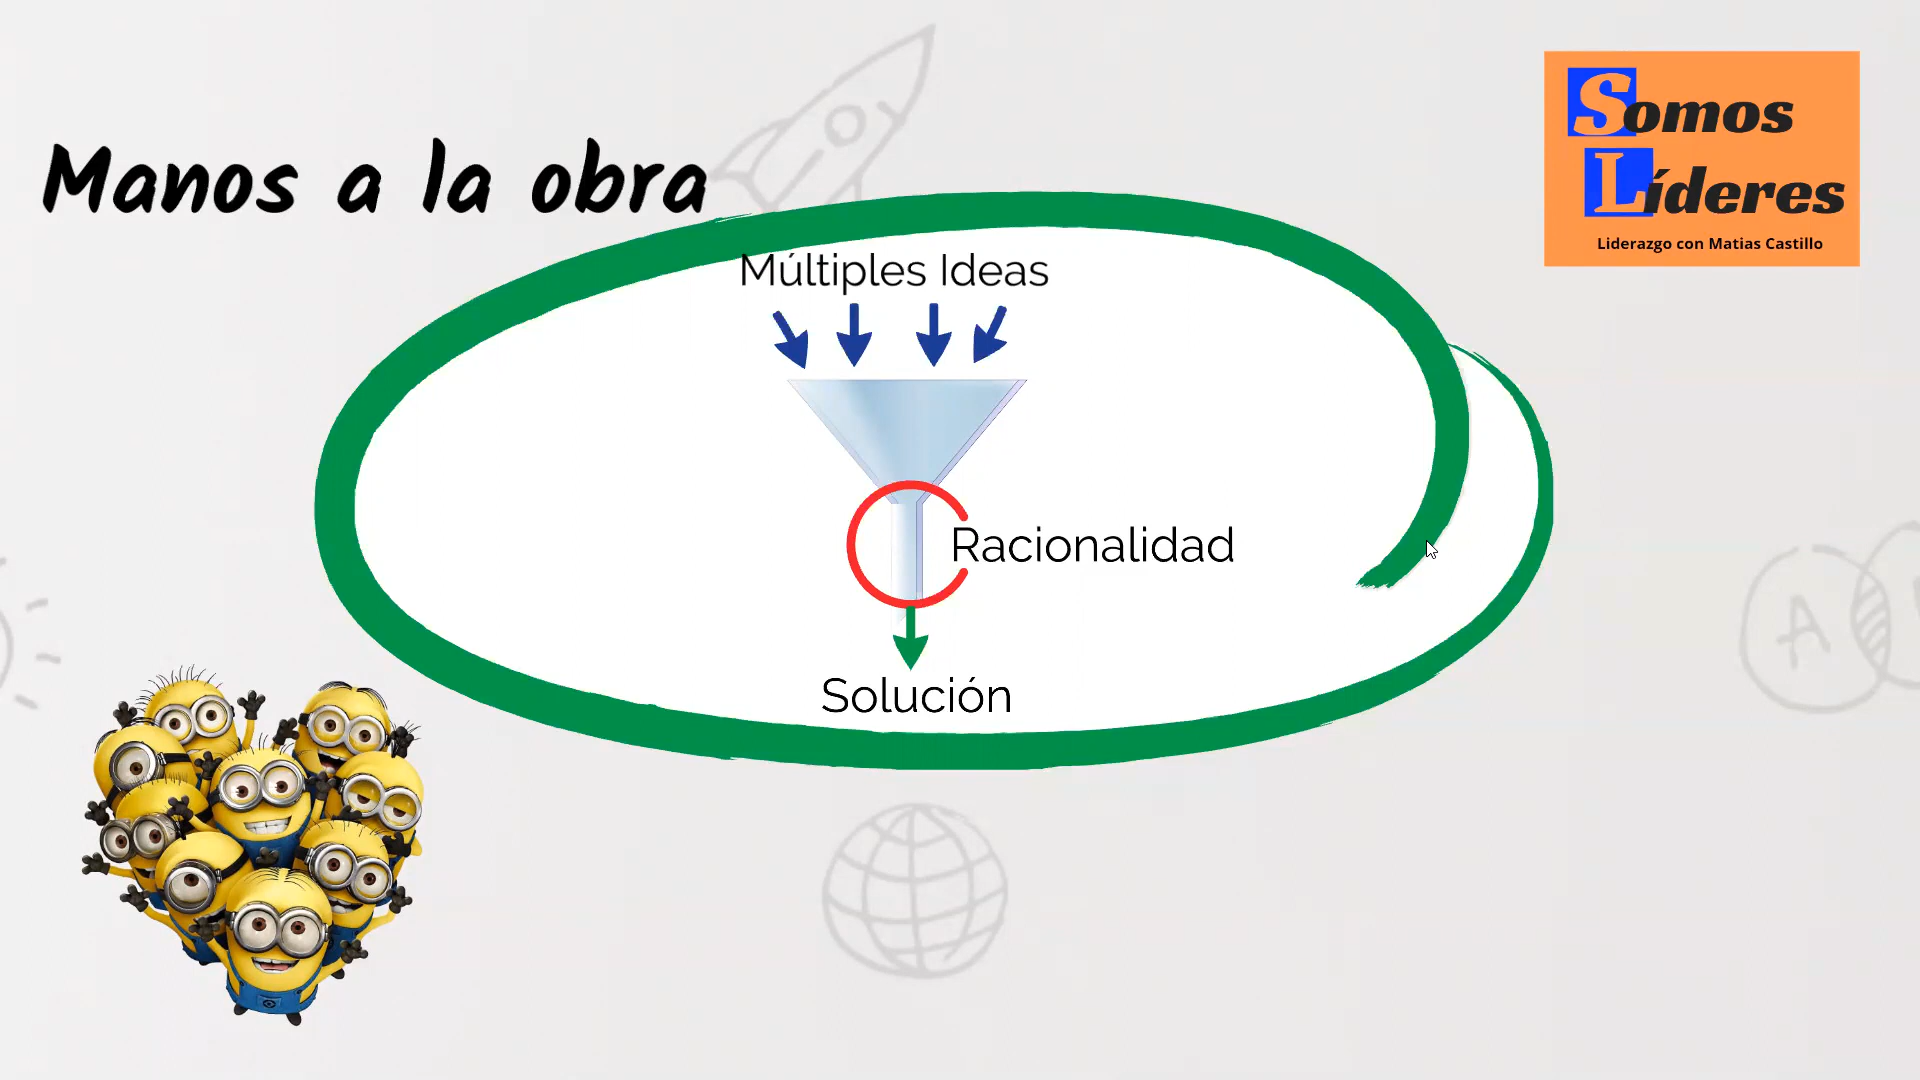 Manos a la obra
Somos
Líderes
Liderazgo con Matias Castillo
Múltiples Ideas
Racionalidad
Solución
A